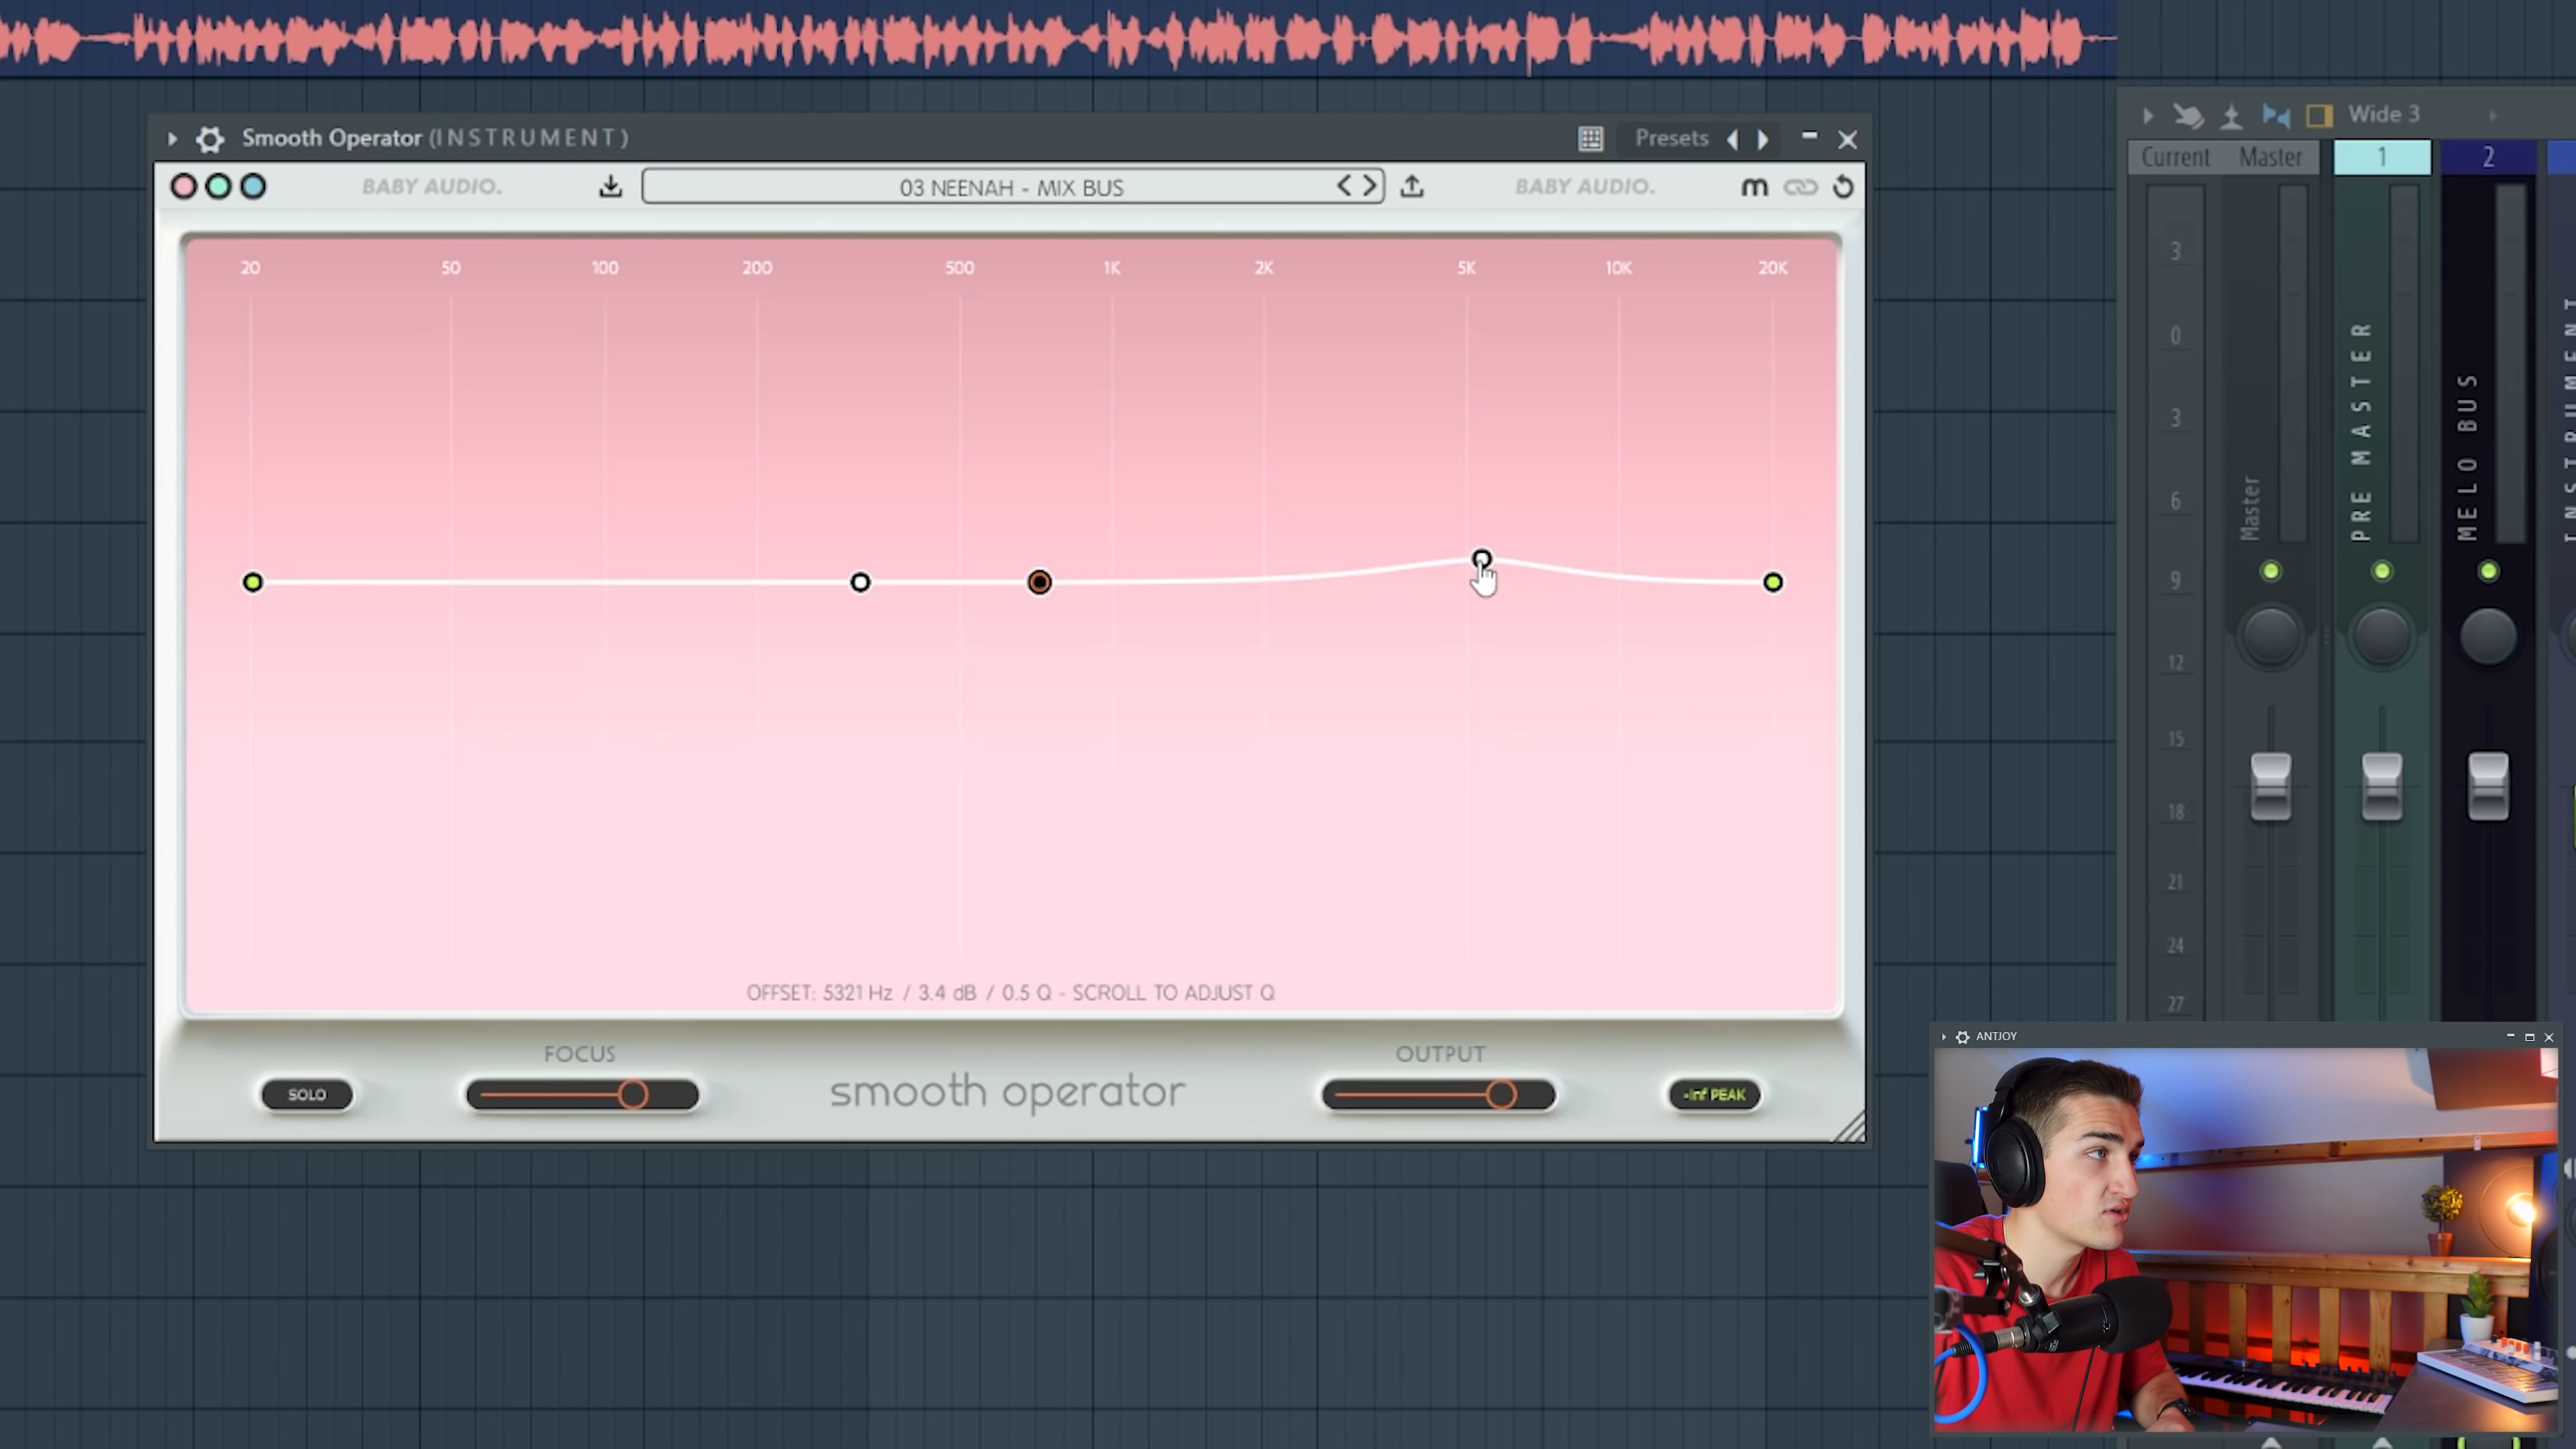 Smooth Operator (INSTRUMENT)
Presets
BABY AUDIO.
03 NEENAH - MIX BUS
BABY AUDIO.
m
20 50 100 200 500 1K 2K 5K 10K 20K
OFFSET: 5321 Hz / 3.4 dB / 0.5 Q - SCROLL TO ADJUST Q
FOCUS
OUTPUT
SOLO
smooth operator
-Inf PEAK
Wide 3
Current Master 1 2
3
0
3
6
9
12
15
18
21
24
27
Master
PRE MASTER
MELO BUS
INSTRUMENT
ANTJOY